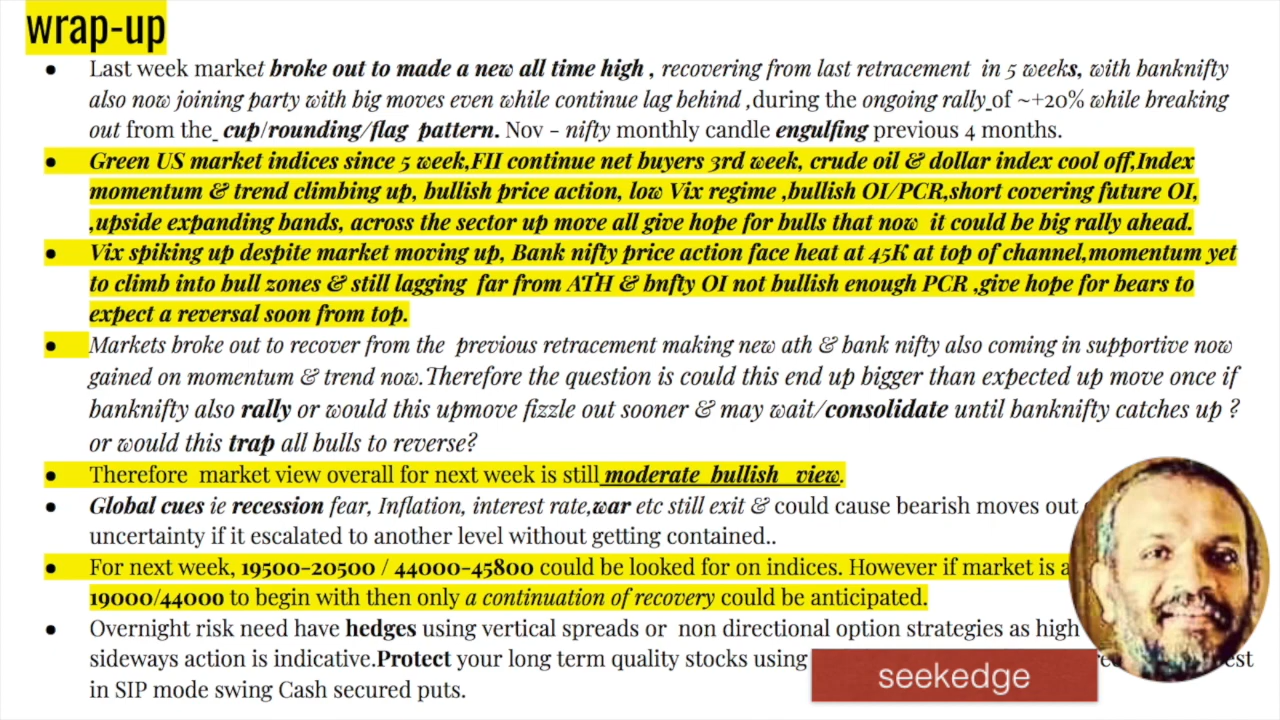 wrap-up
● Last week market broke out to made a new all time high , recovering from last retracement in 5 weeks, with banknifty
also now joining party with big moves even while continue lag behind ,during the ongoing rally of ~+20% while breaking
out from the cup/rounding/flag pattern. Nov - nifty monthly candle engulfing previous 4 months.
● Green US market indices since 5 week,FII continue net buyers 3rd week, crude oil & dollar index cool off,Index
momentum & trend climbing up, bullish price action, low Vix regime ,bullish OI/PCR,short covering future OI,
,upside expanding bands, across the sector up move all give hope for bulls that now it could be big rally ahead.
● Vix spiking up despite market moving up, Bank nifty price action face heat at 45K at top of channel,momentum yet
to climb into bull zones & still lagging far from ATH & bnfty OI not bullish enough PCR ,give hope for bears to
expect a reversal soon from top.
● Markets broke out to recover from the previous retracement making new ath & bank nifty also coming in supportive now
gained on momentum & trend now.Therefore the question is could this end up bigger than expected up move once if
banknifty also rally or would this upmove fizzle out sooner & may wait/consolidate until banknifty catches up ?
or would this trap all bulls to reverse?
● Therefore market view overall for next week is still moderate bullish view.
● Global cues ie recession fear, Inflation, interest rate,war etc still exit & could cause bearish moves out
uncertainty if it escalated to another level without getting contained..
● For next week, 19500-20500 / 44000-45800 could be looked for on indices. However if market is
19000/44000 to begin with then only a continuation of recovery could be anticipated.
● Overnight risk need have hedges using vertical spreads or non directional option strategies as high
sideways action is indicative.Protect your long term quality stocks using
in SIP mode swing Cash secured puts.
seekedge